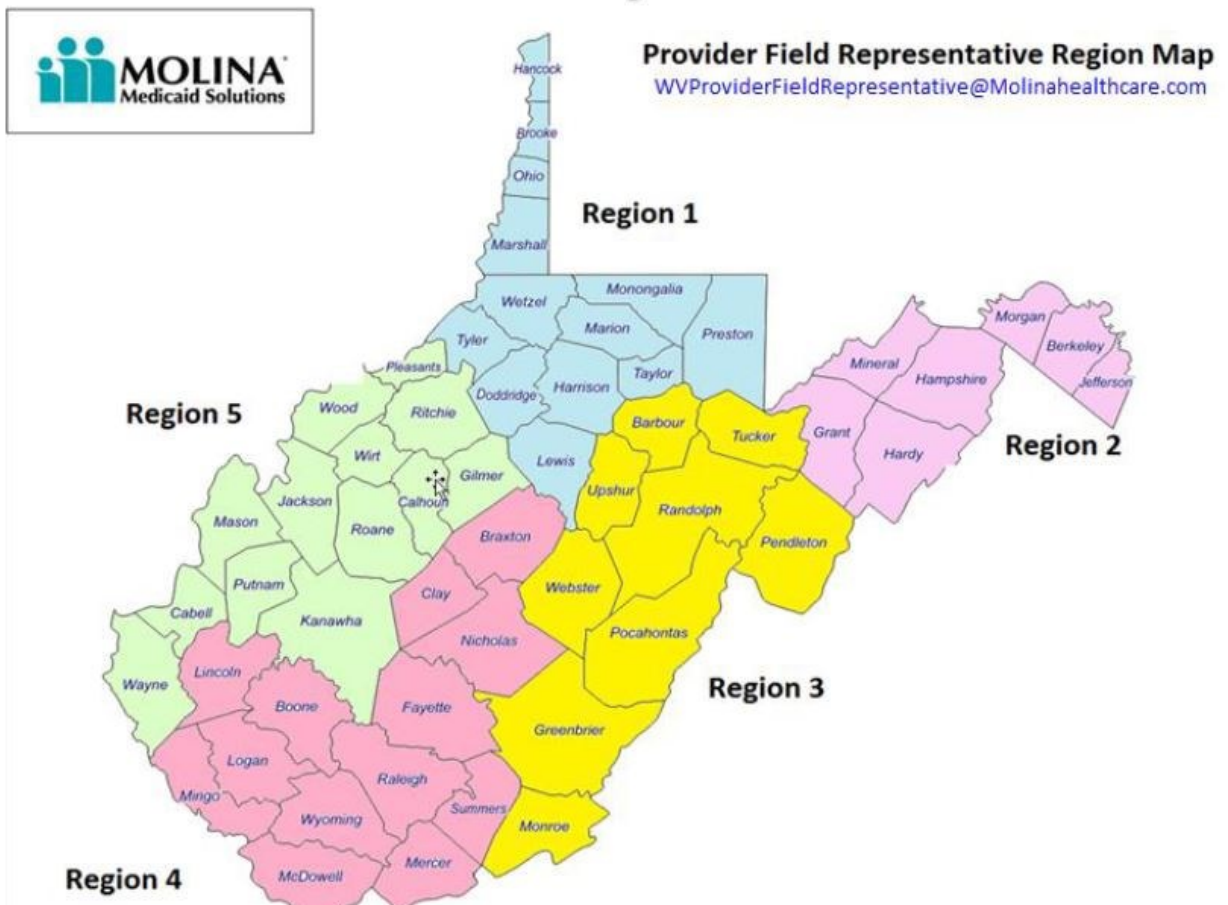 MOLINA
Medicaid Solutions
Provider Field Representative Region Map
WVProviderFieldRepresentative@Molinahealthcare.com
Hancock
Brooke
Ohio
Region 1
Marshall
Wetzel
Monongalia
Tyler
Marion
Preston
Morgan
Berkeley
Jefferson
Pleasants
Doddridge
Harrison
Taylor
Mineral
Hampshire
Region 5
Wood
Ritchie
Barbour
Tucker
Grant
Hardy
Region 2
Wirt
Lewis
Gilmer
Upshur
Mason
Jackson
Roane
Calhoun
Randolph
Pendleton
Braxton
Putnam
Clay
Webster
Cabell
Kanawha
Nicholas
Pocahontas
Wayne
Lincoln
Boone
Fayette
Region 3
Greenbrier
Logan
Raleigh
Mingo
Wyoming
Summers
Monroe
Region 4
McDowell
Mercer